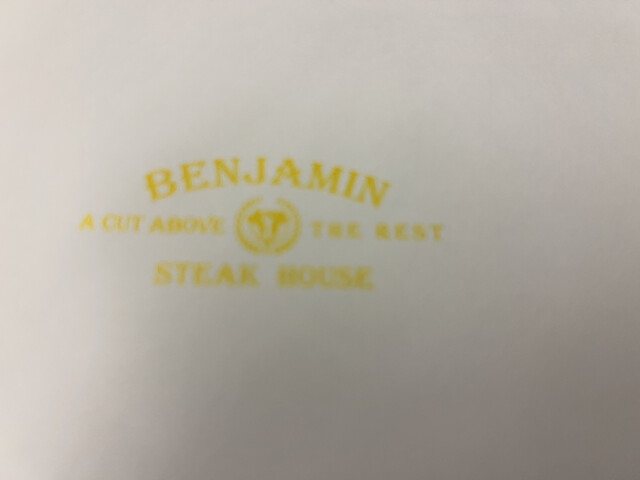 BENJAMIN
A CUT ABOVE THE REST
STEAK HOUSE